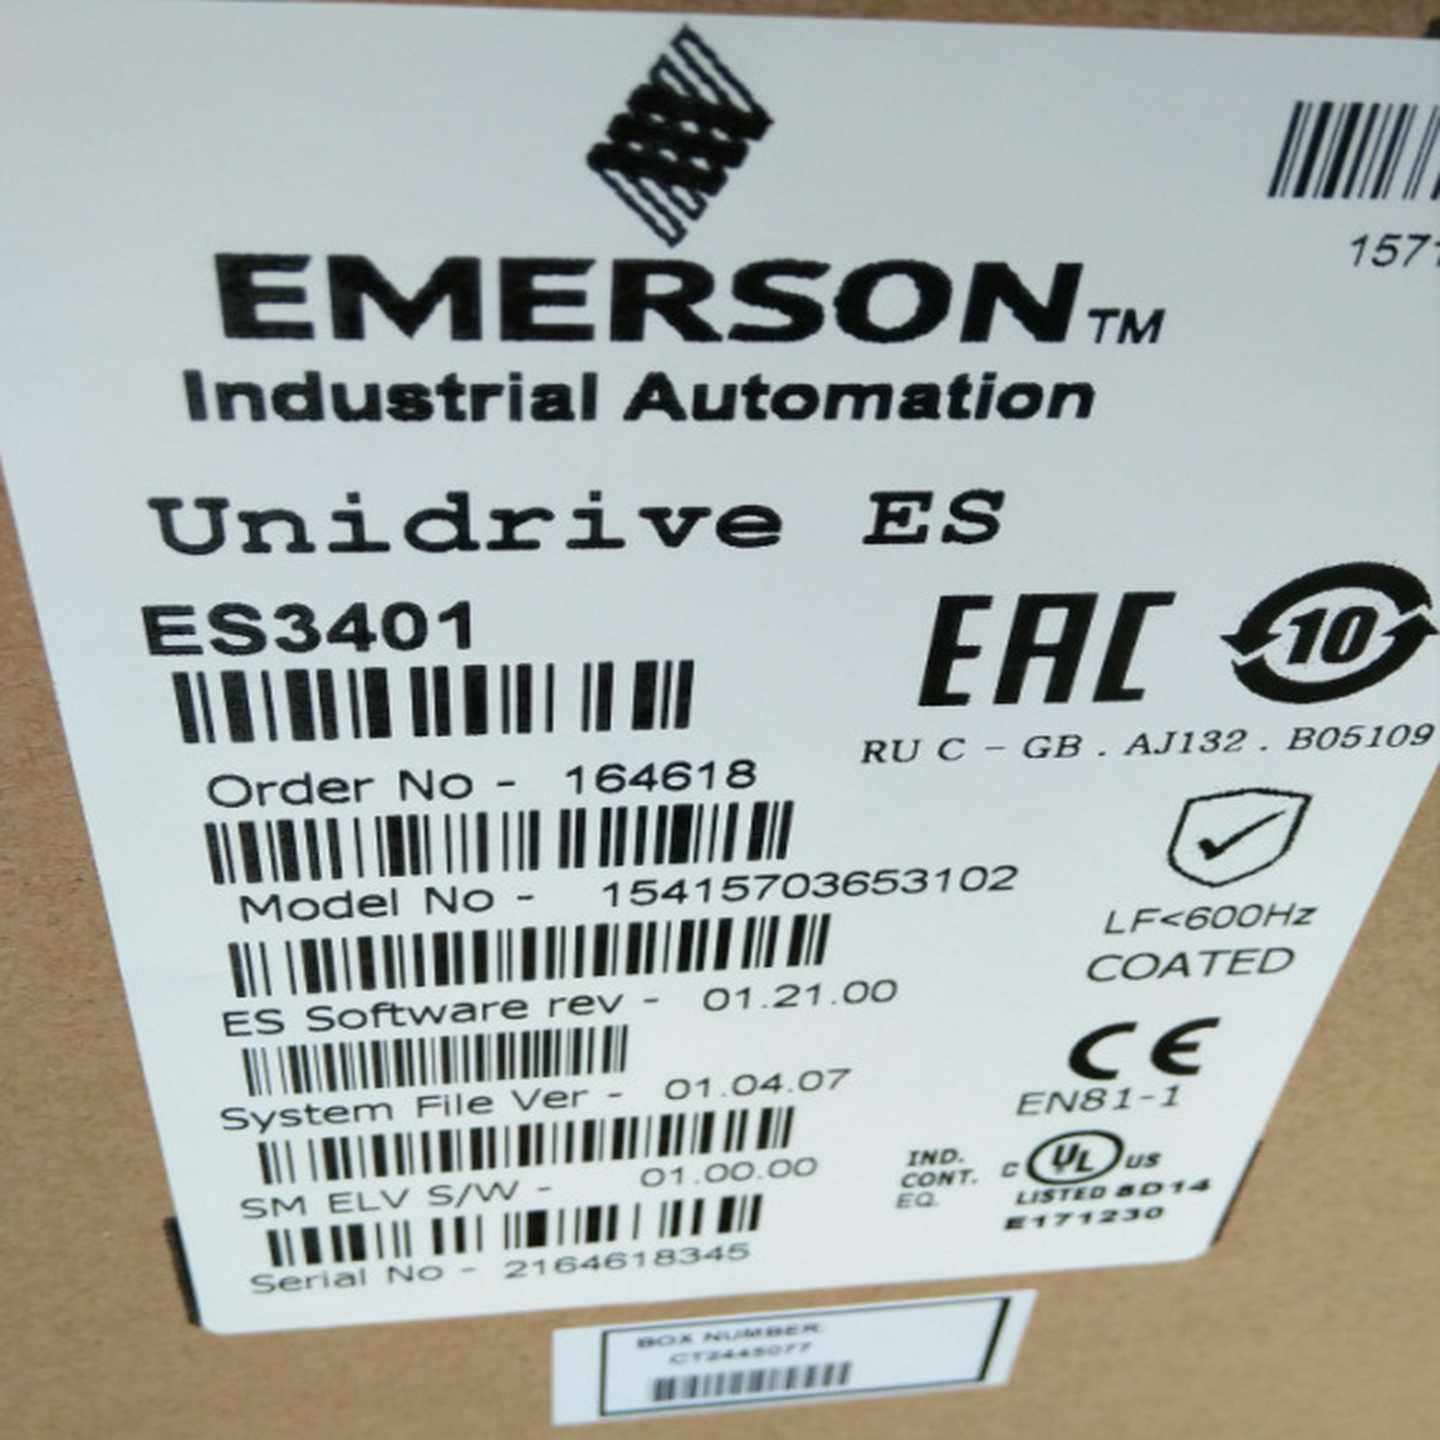 EMERSON™
Industrial Automation
1571
Unidrive ES
ES3401
EAC 10
RU C - GB . AJ132 . B05109
Order No - 164618
Model No - 15415703653102
LF<600Hz
COATED
ES Software rev - 01.21.00
CE
EN81-1
System File Ver - 01.04.07
SM ELV S/W - 01.00.00
IND.
CONT.
EQ.
C UL US
LISTED 8D14
E171230
Serial No - 2164618345
BOX NUMBER:
CT2445077